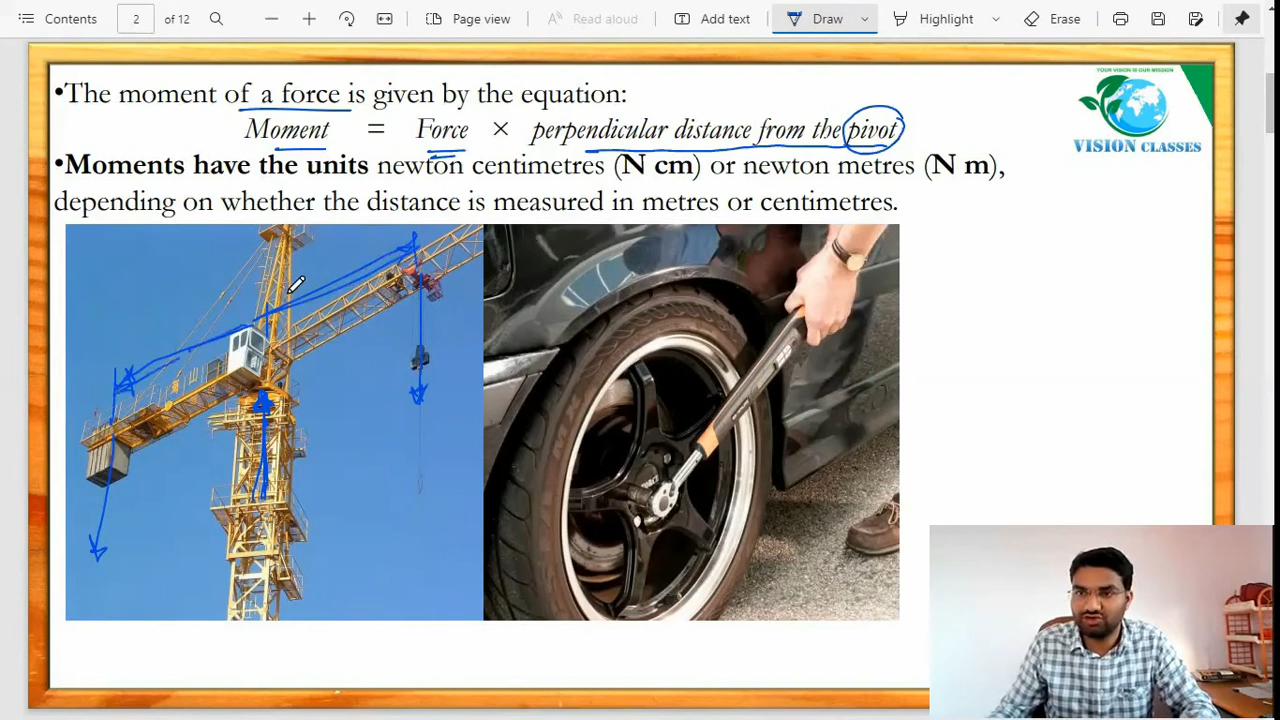 Contents
2
of 12
Page view
Read aloud
Add text
Draw
Highlight
Erase
•The moment of a force is given by the equation:
Moment = Force × perpendicular distance from the pivot
•Moments have the units newton centimetres (N cm) or newton metres (N m),
depending on whether the distance is measured in metres or centimetres.
YOUR VISION IS OUR MISSION
VISION CLASSES